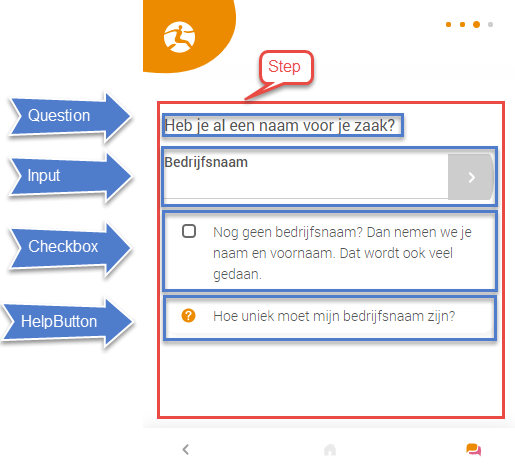 Step
Question
Heb je al een naam voor je zaak?
Input
Bedrijfsnaam
Checkbox
Nog geen bedrijfsnaam? Dan nemen we je
naam en voornaam. Dat wordt ook veel
gedaan.
HelpButton
? Hoe uniek moet mijn bedrijfsnaam zijn?